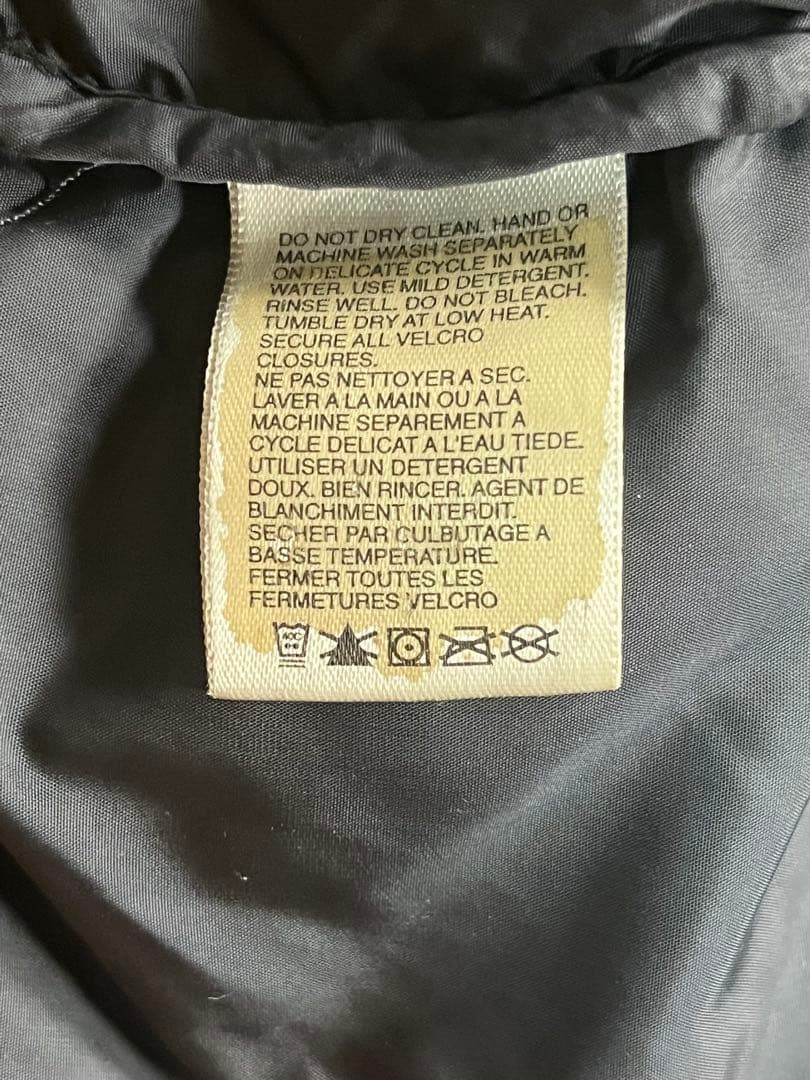 DO NOT DRY CLEAN. HAND OR
MACHINE WASH SEPARATELY
ON DELICATE CYCLE IN WARM
WATER. USE MILD DETERGENT.
RINSE WELL. DO NOT BLEACH.
TUMBLE DRY AT LOW HEAT.
SECURE ALL VELCRO
CLOSURES.
NE PAS NETTOYER A SEC.
LAVER A LA MAIN OU A LA
MACHINE SEPAREMENT A
CYCLE DELICAT A L'EAU TIEDE.
UTILISER UN DETERGENT
DOUX. BIEN RINCER. AGENT DE
BLANCHIMENT INTERDIT.
SECHER PAR CULBUTAGE A
BASSE TEMPERATURE.
FERMER TOUTES LES
FERMETURES VELCRO
40C